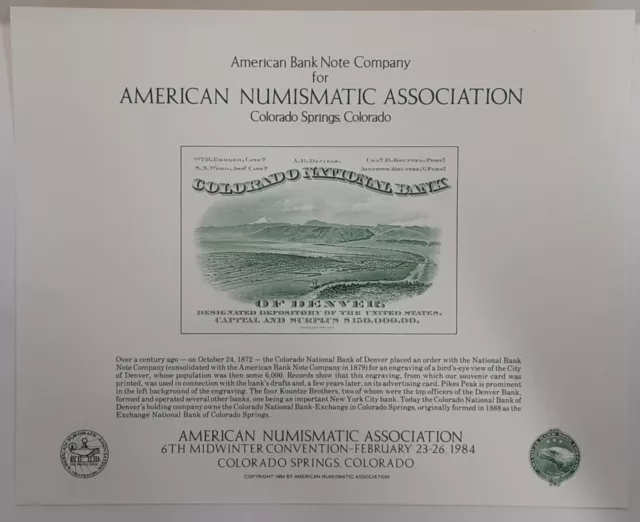 American Bank Note Company
for
AMERICAN NUMISMATIC ASSOCIATION
Colorado Springs, Colorado
COLORADO NATIONAL BANK
OF DENVER,
DESIGNATED DEPOSITORY OF THE UNITED STATES.
CAPITAL AND SURPLUS $150,000.00.
Over a century ago — on October 24, 1872 — the Colorado National Bank of Denver placed an order with the National Bank
Note Company (consolidated with the American Bank Note Company in 1879) for an engraving of a bird's-eye view of the City
of Denver, whose population was then some 6,000. Records show that this engraving, from which our souvenir card was
printed, was used in connection with the bank's drafts and, a few years later, on its advertising card. Pikes Peak is prominent
in the left background of the engraving. The four Kountze Brothers, two of whom were the top officers of the Denver Bank,
formed and operated several other banks, one being an important New York City bank. Today the Colorado National Bank of
Denver's holding company owns the Colorado National Bank-Exchange in Colorado Springs, originally formed in 1888 as the
Exchange National Bank of Colorado Springs.
AMERICAN NUMISMATIC ASSOCIATION
6TH MIDWINTER CONVENTION–FEBRUARY 23-26, 1984
COLORADO SPRINGS, COLORADO
COPYRIGHT 1984 BY AMERICAN NUMISMATIC ASSOCIATION